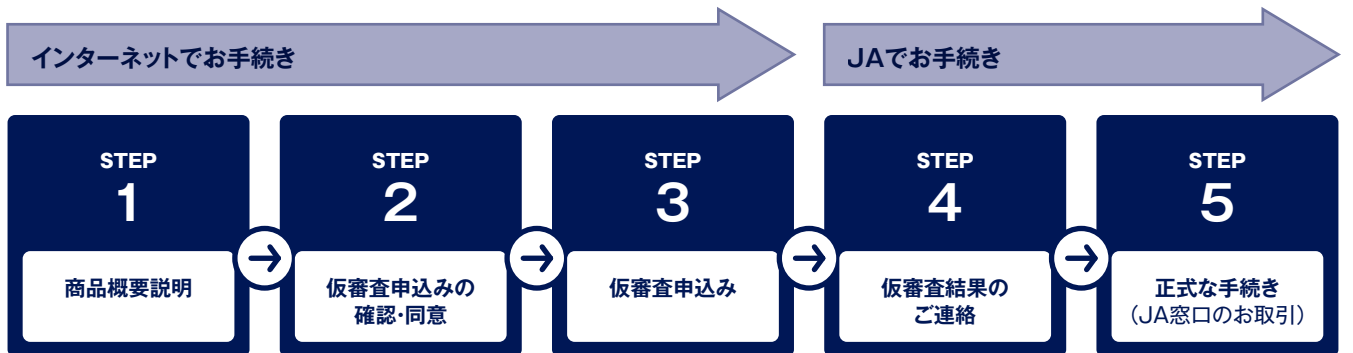 インターネットでお手続き
JAでお手続き
STEP
1
商品概要説明
STEP
2
仮審査申込みの
確認・同意
STEP
3
仮審査申込み
STEP
4
仮審査結果の
ご連絡
STEP
5
正式な手続き
（JA窓口のお取引）